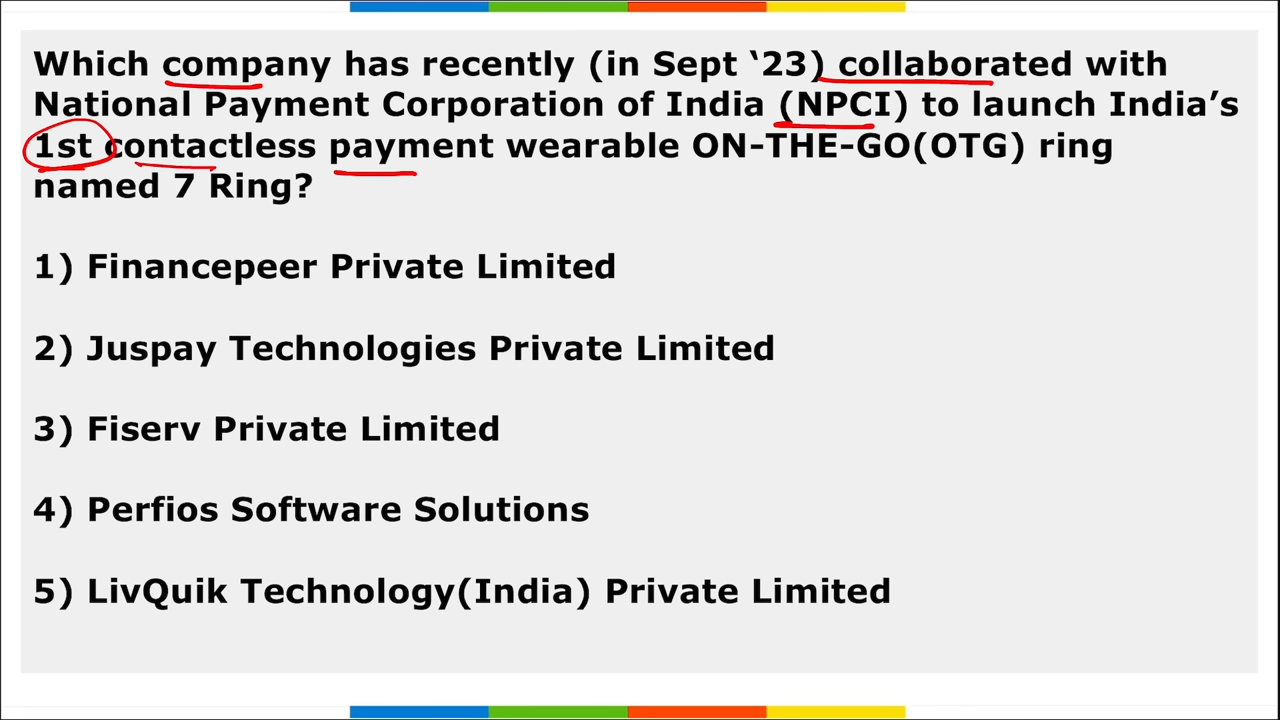 Which company has recently (in Sept ‘23) collaborated with
National Payment Corporation of India (NPCI) to launch India’s
1st contactless payment wearable ON-THE-GO(OTG) ring
named 7 Ring?
1) Financepeer Private Limited
2) Juspay Technologies Private Limited
3) Fiserv Private Limited
4) Perfios Software Solutions
5) LivQuik Technology(India) Private Limited